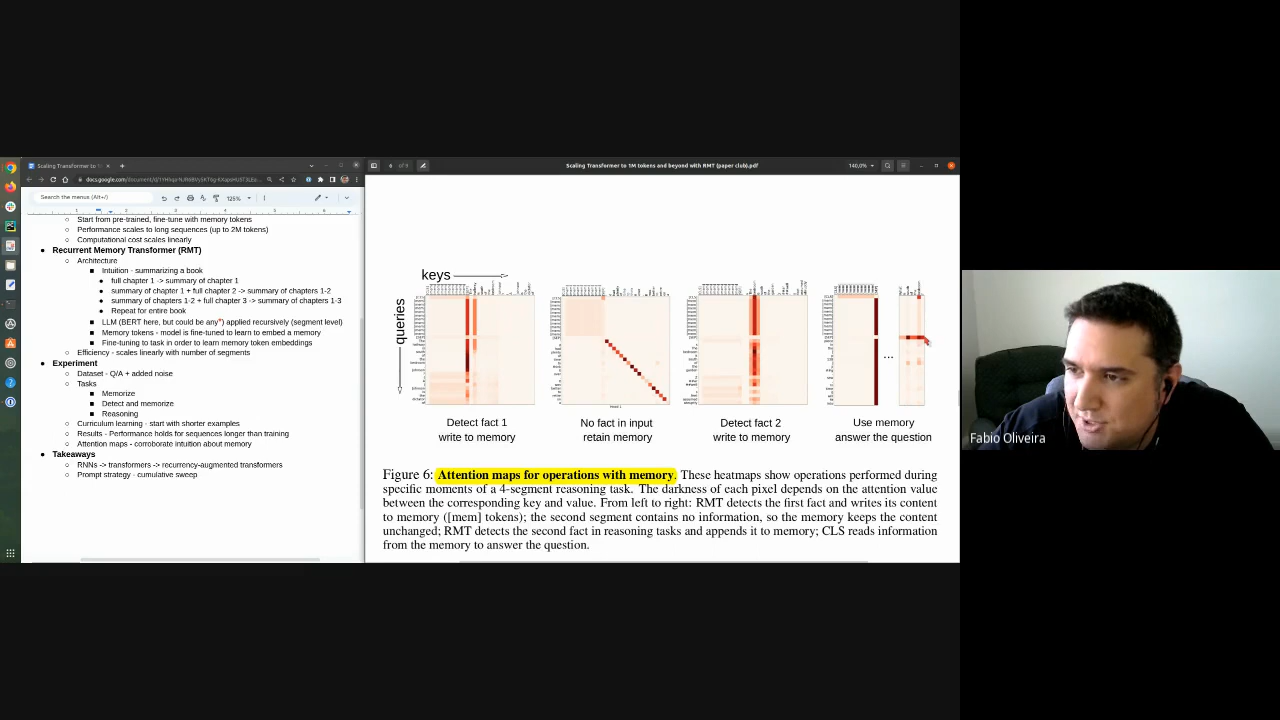 Scaling Transformer to
Scaling Transformer to 1M tokens and beyond with RMT (paper club).pdf
6 of 9
140,0%
Search the menus (Alt+/)
125%
Start from pre-trained, fine-tune with memory tokens
Performance scales to long sequences (up to 2M tokens)
Computational cost scales linearly
Recurrent Memory Transformer (RMT)
Architecture
Intuition - summarizing a book
full chapter 1 -> summary of chapter 1
summary of chapter 1 + full chapter 2 -> summary of chapters 1-2
summary of chapters 1-2 + full chapter 3 -> summary of chapters 1-3
Repeat for entire book
LLM (BERT here, but could be any*) applied recursively (segment level)
Memory tokens - model is fine-tuned to learn to embed a memory
Fine-tuning to task in order to learn memory token embeddings
Efficiency - scales linearly with number of segments
Experiment
Dataset - Q/A + added noise
Tasks
Memorize
Detect and memorize
Reasoning
Curriculum learning - start with shorter examples
Results - Performance holds for sequences longer than training
Attention maps - corroborate intuition about memory
Takeaways
RNNs -> transformers -> recurrency-augmented transformers
Prompt strategy - cumulative sweep
keys
queries
...
Detect fact 1
write to memory
No fact in input
retain memory
Detect fact 2
write to memory
Use memory
answer the question
Figure 6: Attention maps for operations with memory. These heatmaps show operations performed during
specific moments of a 4-segment reasoning task. The darkness of each pixel depends on the attention value
between the corresponding key and value. From left to right: RMT detects the first fact and writes its content
to memory ([mem] tokens); the second segment contains no information, so the memory keeps the content
unchanged; RMT detects the second fact in reasoning tasks and appends it to memory; CLS reads information
from the memory to answer the question.
Fabio Oliveira